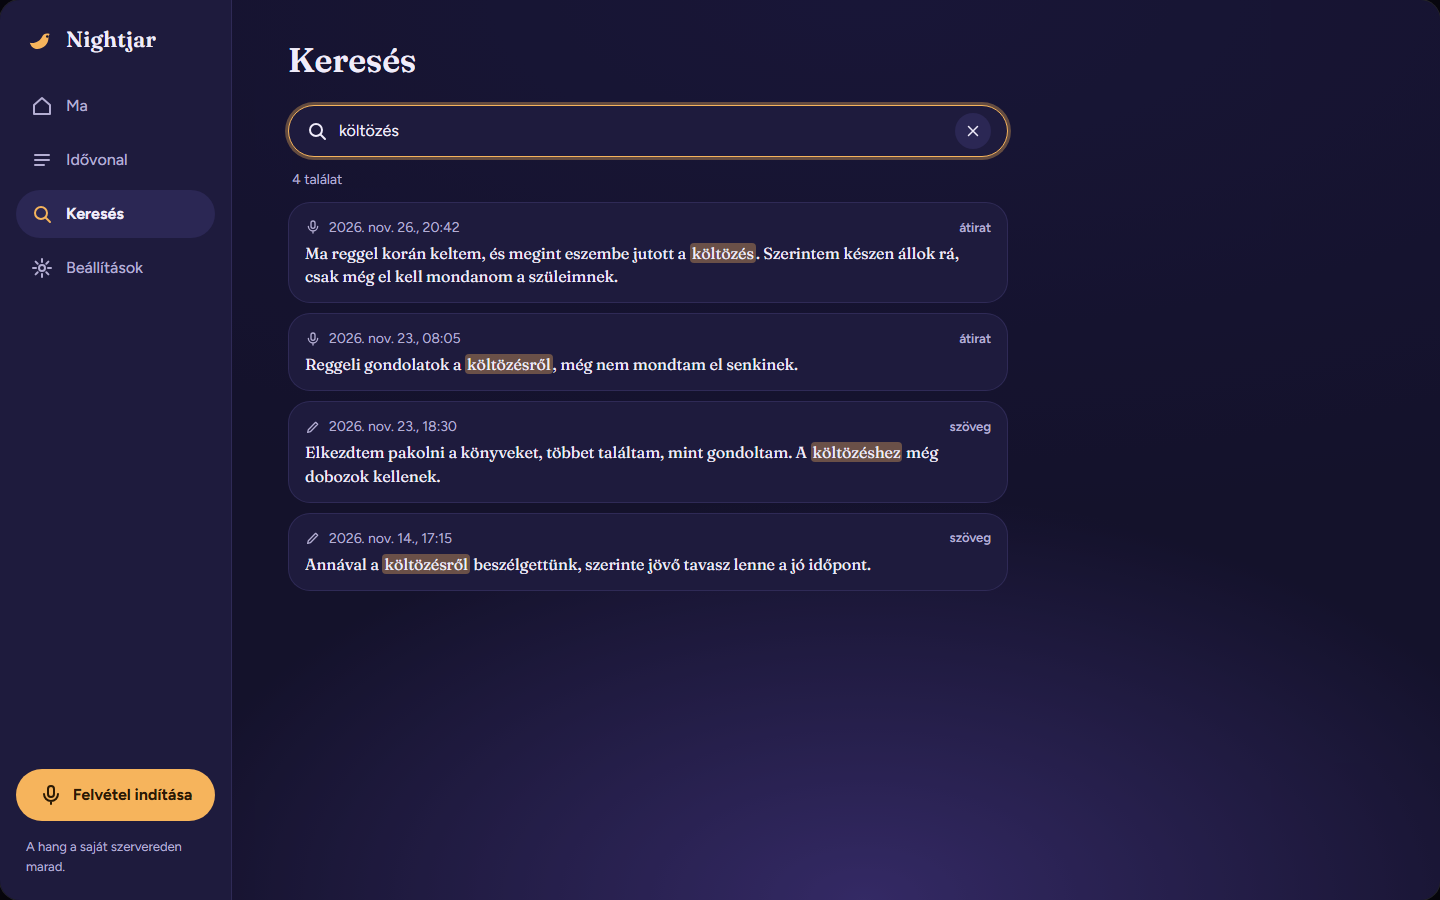 Nightjar
Ma
Idővonal
Keresés
Beállítások
Felvétel indítása
A hang a saját szervereden
marad.
Keresés
költözés
4 találat
2026. nov. 26., 20:42
átirat
Ma reggel korán keltem, és megint eszembe jutott a költözés. Szerintem készen állok rá,
csak még el kell mondanom a szüleimnek.
2026. nov. 23., 08:05
átirat
Reggeli gondolatok a költözésről, még nem mondtam el senkinek.
2026. nov. 23., 18:30
szöveg
Elkezdtem pakolni a könyveket, többet találtam, mint gondoltam. A költözéshez még
dobozok kellenek.
2026. nov. 14., 17:15
szöveg
Annával a költözésről beszélgettünk, szerinte jövő tavasz lenne a jó időpont.